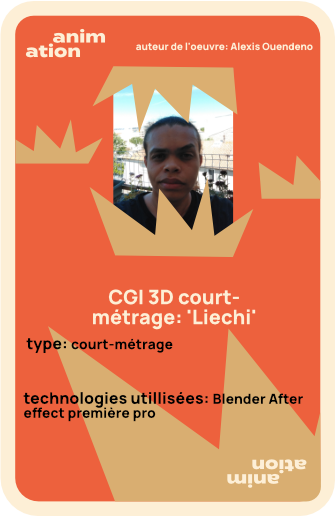 anim
ation
auteur de l'oeuvre: Alexis Ouendeno
CGI 3D court-
métrage: "Liechi"
type: court-métrage
technologies utillisées: Blender After
effect première pro
anim
ation